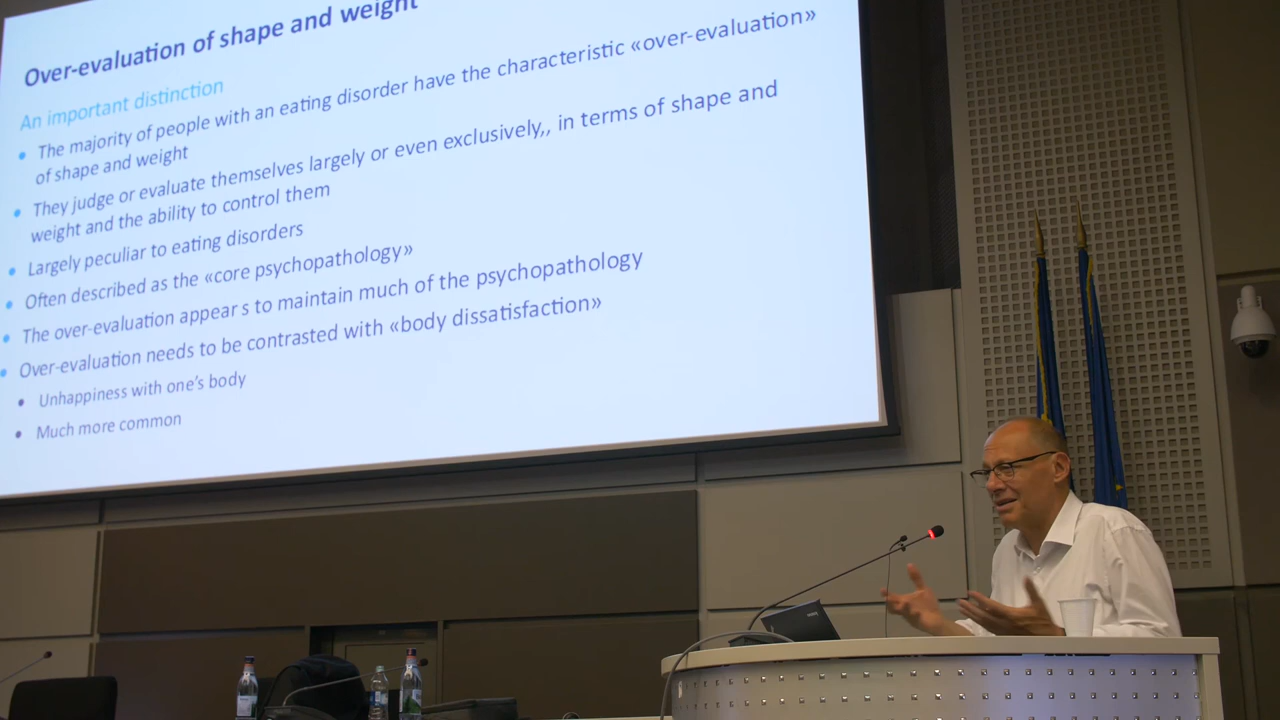 Over-evaluation of shape and weight
An important distinction
The majority of people with an eating disorder have the characteristic «over-evaluation»
of shape and weight
They judge or evaluate themselves largely or even exclusively,, in terms of shape and
weight and the ability to control them
Largely peculiar to eating disorders
Often described as the «core psychopathology»
The over-evaluation appear s to maintain much of the psychopathology
Over-evaluation needs to be contrasted with «body dissatisfaction»
Unhappiness with one's body
Much more common